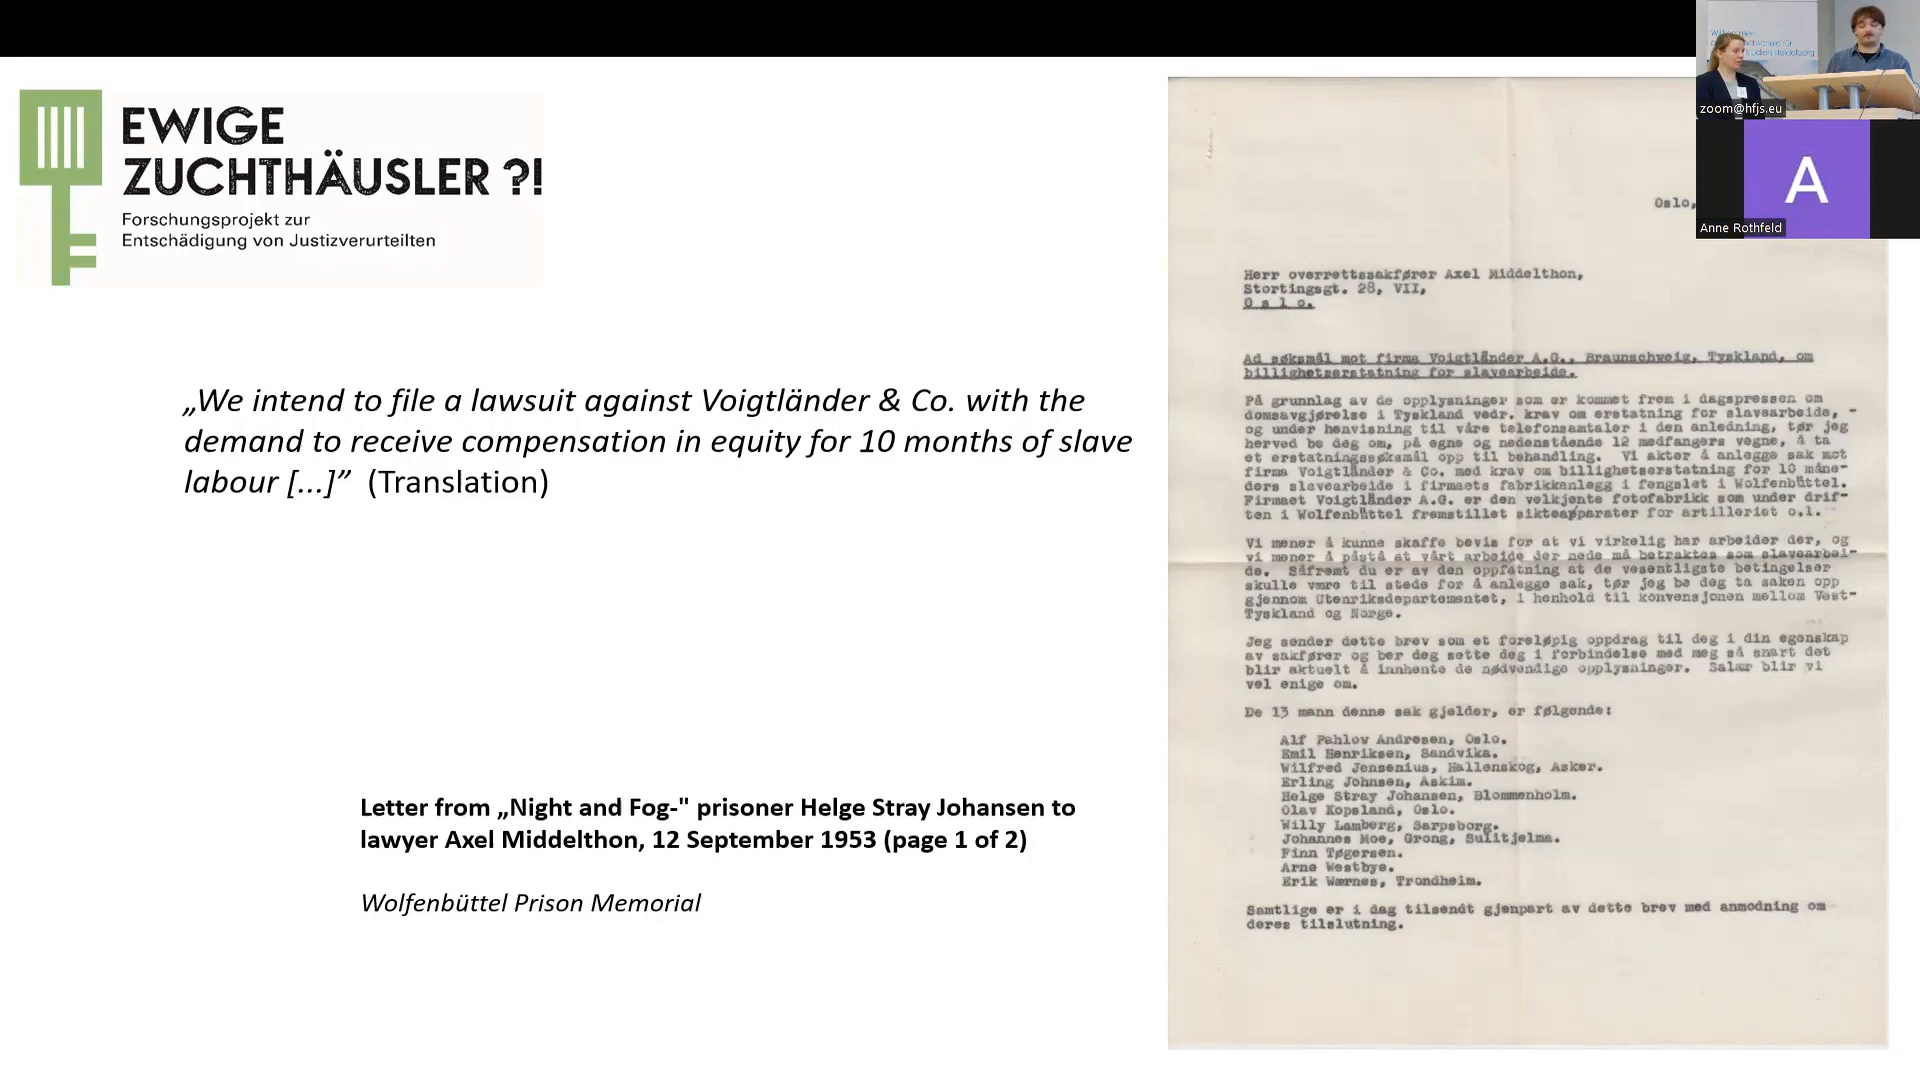 EWIGE
ZUCHTHÄUSLER ?!
Forschungsprojekt zur
Entschädigung von Justizverurteilten
„We intend to file a lawsuit against Voigtländer & Co. with the
demand to receive compensation in equity for 10 months of slave
labour [...]” (Translation)
Letter from „Night and Fog-" prisoner Helge Stray Johansen to
lawyer Axel Middelthon, 12 September 1953 (page 1 of 2)
Wolfenbüttel Prison Memorial
Oslo,
Herr overrettssakfører Axel Middelthon,
Stortingsgt. 28, VII,
O s l o.
Ad søksmål mot firma Voigtländer A.G., Braunschweig, Tyskland, om
billighetserstatning for slavearbeide.
På grunnlag av de opplysninger som er kommet frem i dagspressen om
domsavgjørelse i Tyskland vedr. krav om erstatning for slavearbeide, -
og under henvisning til våre telefonsamtaler i den anledning, tør jeg
herved be deg om, på egne og nedenstående 12 medfangers vegne, å ta
et erstatningssøksmål opp til behandling. Vi akter å anlegge sak mot
firma Voigtländer & Co. med krav om billighetserstatning for 10 måne-
ders slavearbeide i firmaets fabrikkanlegg i fengslet i Wolfenbüttel.
Firmaet Voigtländer A.G. er den velkjente fotofabrikk som under drif-
ten i Wolfenbüttel fremstillet sikteapparater for artilleriet o.l.
Vi mener å kunne skaffe bevis for at vi virkelig har arbeider der, og
vi mener å påstå at vårt arbeide der nede må betraktes som slavearbei-
de. Såfremt du er av den oppfatning at de vesentligste betingelser
skulle være til stede for å anlegge sak, tør jeg be deg ta saken opp
gjennom Utenriksdepartementet, i henhold til konvensjonen mellom Vest-
Tyskland og Norge.
Jeg sender dette brev som et foreløpig oppdrag til deg i din egenskap
av sakfører og ber deg sette deg i forbindelse med meg så snart det
blir aktuelt å innhente de nødvendige opplysninger. Salær blir vi
vel enige om.
De 13 mann denne sak gjelder, er følgende:
Alf Pahlow Andresen, Oslo.
Emil Henriksen, Sandvika.
Wilfred Jensenius, Hallenskog, Asker.
Erling Johnsen, Askim.
Helge Stray Johansen, Blommenholm.
Olav Kopsland, Oslo.
Willy Lamberg, Sarpsborg.
Johannes Moe, Grong, Sulitjelma.
Finn Tøgersen.
Arne Westbye.
Erik Wærnes, Trondheim.
Samtlige er i dag tilsendt gjenpart av dette brev med anmodning om
deres tilslutning.
zoom@hfjs.eu
A
Anne Rothfeld